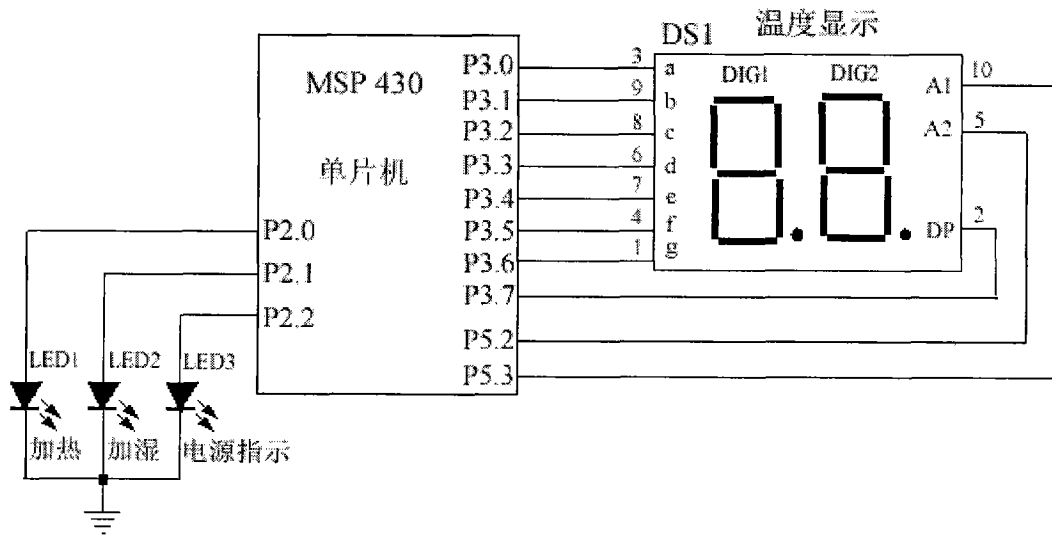 温度显示
DS1
MSP 430
单片机
P3.0 3 a
P3.1 9 b
P3.2 8 c
P3.3 6 d
P3.4 7 e
P3.5 4 f
P3.6 1 g
P3.7
P5.2
P5.3
DIG1 DIG2
A1 10
A2 5
DP 2
P2.0
P2.1
P2.2
LED1 LED2 LED3
加热 加湿 电源指示